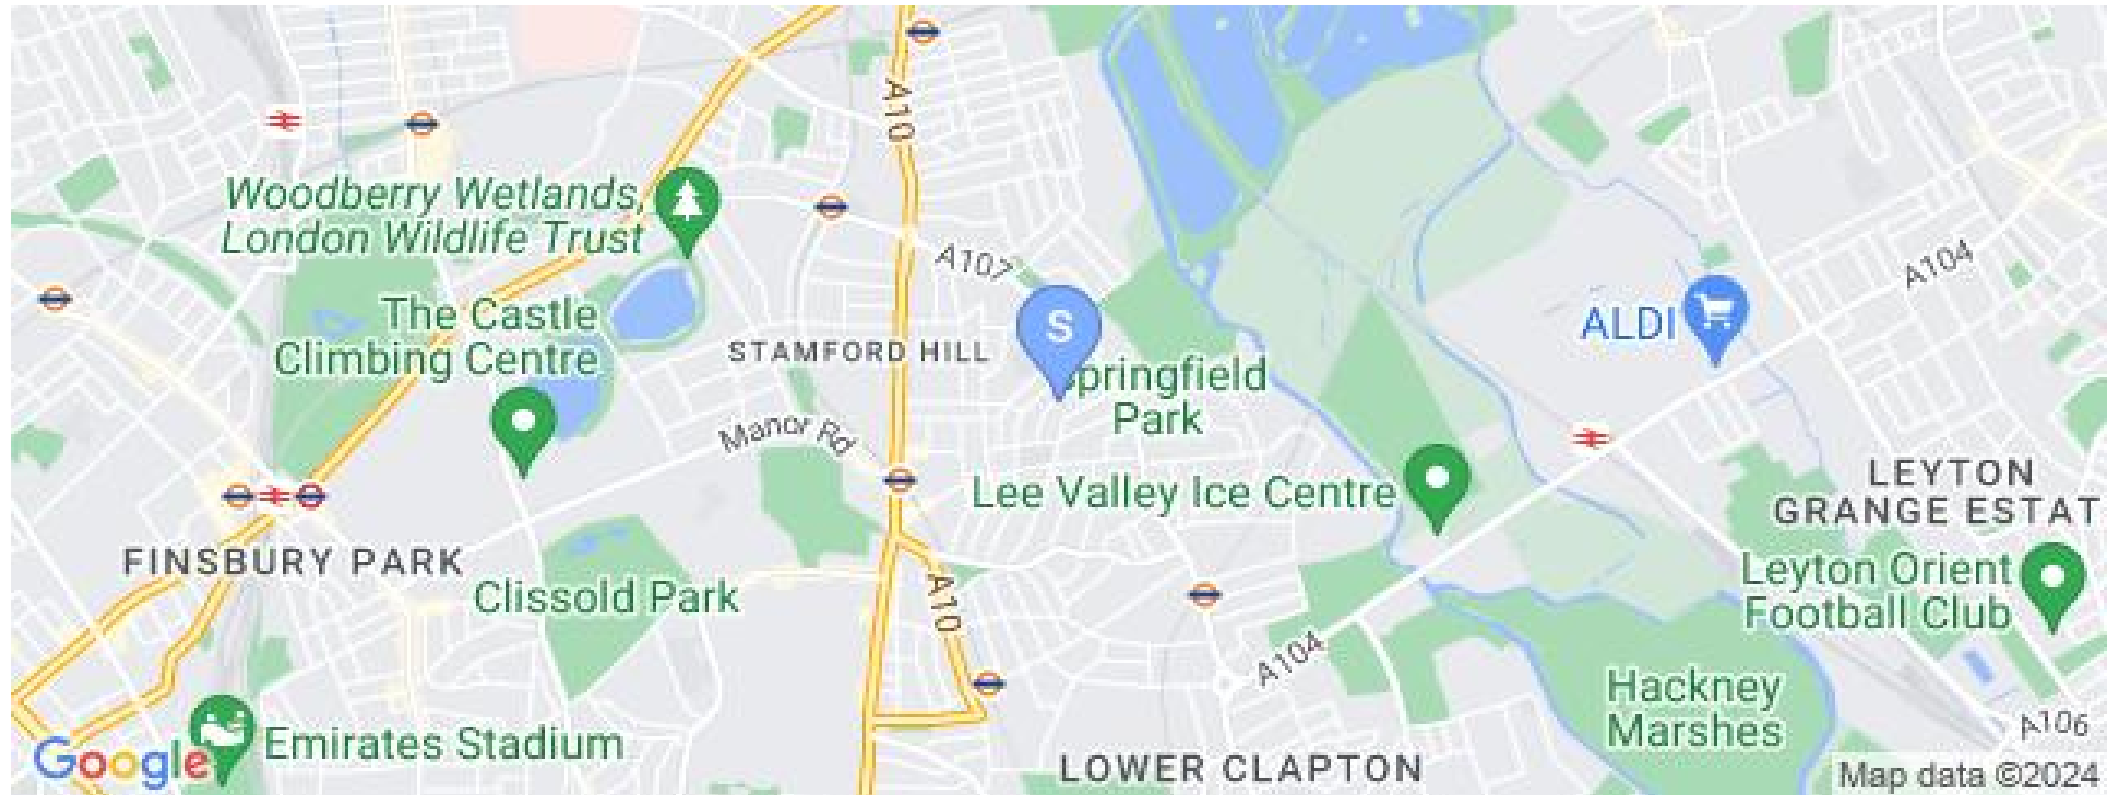 A10
Woodberry Wetlands,
London Wildlife Trust
A107
A104
The Castle
Climbing Centre
STAMFORD HILL
S
ALDI
pringfield
Park
Manor Rd
Lee Valley Ice Centre
LEYTON
GRANGE ESTAT
FINSBURY PARK
Clissold Park
A10
Leyton Orient
Football Club
A104
Hackney
Marshes
A106
Emirates Stadium
Google
LOWER CLAPTON
Map data ©2024